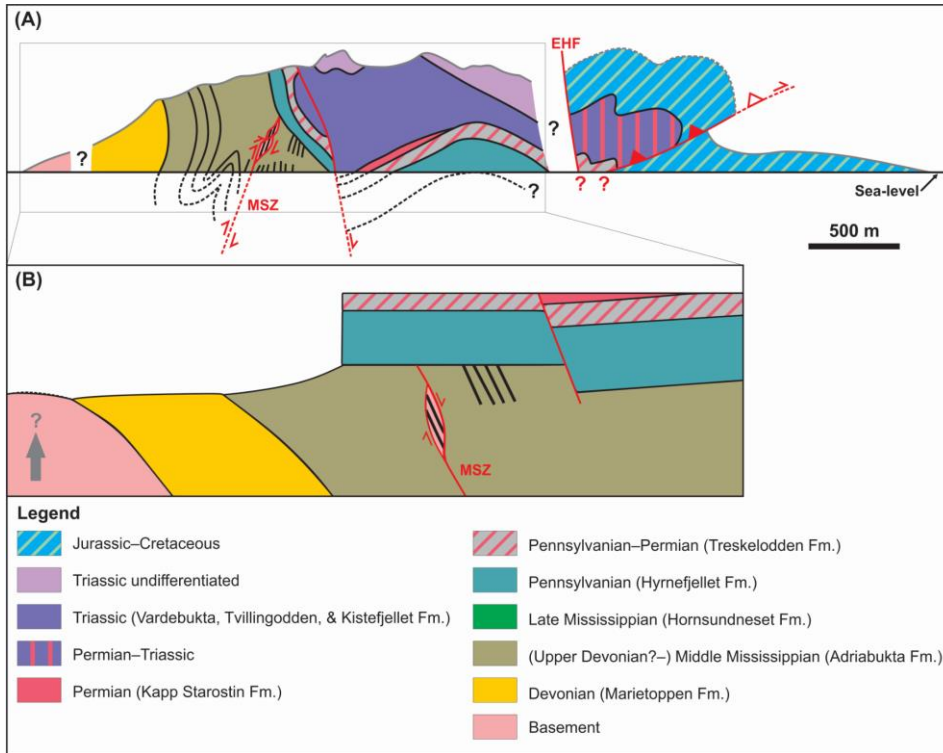 (A)
EHF
?
?
MSZ
?
? ?
Sea-level
500 m
(B)
?
MSZ
Legend
Jurassic–Cretaceous
Triassic undifferentiated
Triassic (Vardebukta, Tvillingodden, & Kistefjellet Fm.)
Permian–Triassic
Permian (Kapp Starostin Fm.)
Pennsylvanian–Permian (Treskelodden Fm.)
Pennsylvanian (Hyrnefjellet Fm.)
Late Mississippian (Hornsundneset Fm.)
(Upper Devonian?–) Middle Mississippian (Adriabukta Fm.)
Devonian (Marietoppen Fm.)
Basement